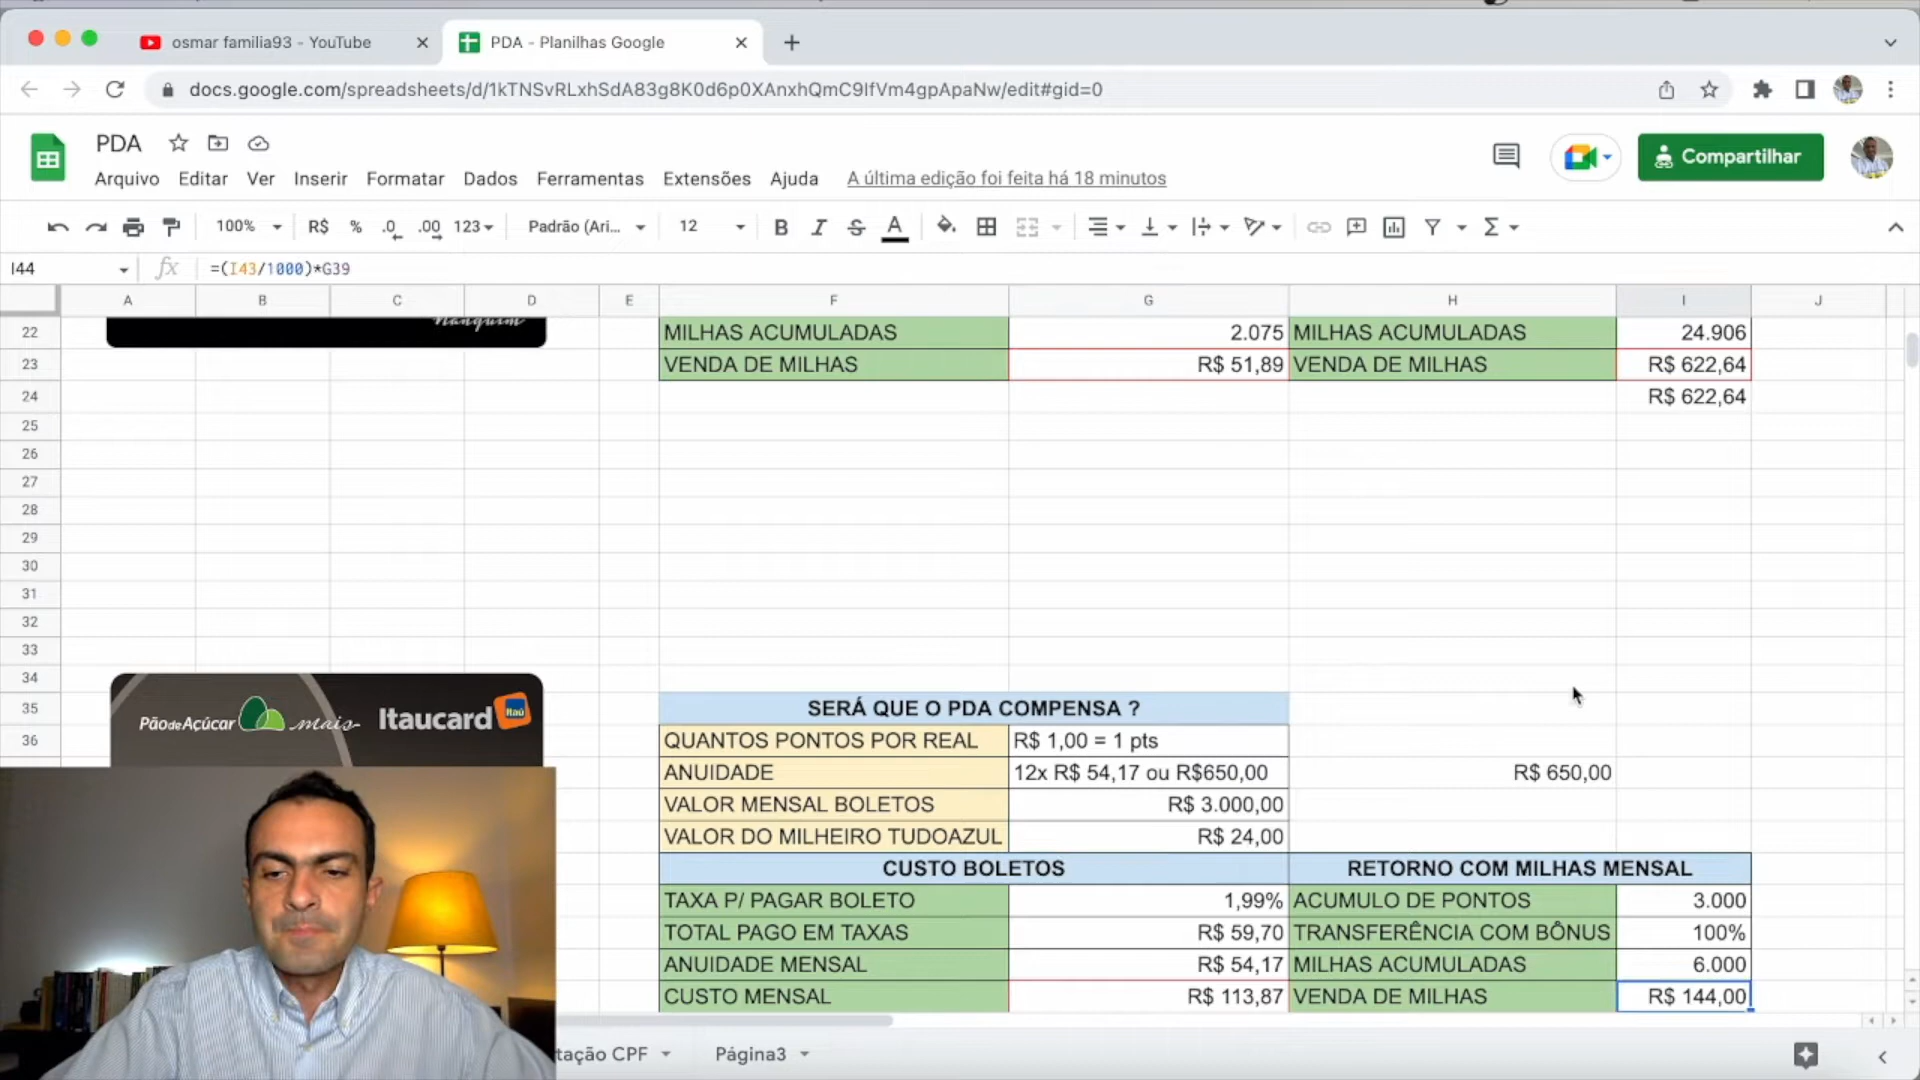 osmar familia93 - YouTube
PDA - Planilhas Google
docs.google.com/spreadsheets/d/1kTNSvRLxhSdA83g8K0d6p0XAnxhQmC9IfVm4gpApaNw/edit#gid=0
PDA
Arquivo Editar Ver Inserir Formatar Dados Ferramentas Extensões Ajuda A última edição foi feita há 18 minutos
Compartilhar
100% R$ % .0 .00 123 Padrão (Ari... 12 B I S A
I44 fx =(I43/1000)*G39
A B C D E F G H I J
22 MILHAS ACUMULADAS 2.075 MILHAS ACUMULADAS 24.906
Nanquim
23 VENDA DE MILHAS R$ 51,89 VENDA DE MILHAS R$ 622,64
24 R$ 622,64
25
26
27
28
29
30
31
32
33
34
35 SERÁ QUE O PDA COMPENSA ?
PãodeAçúcar mais Itaucard Itaú
36 QUANTOS PONTOS POR REAL R$ 1,00 = 1 pts
ANUIDADE 12x R$ 54,17 ou R$650,00 R$ 650,00
VALOR MENSAL BOLETOS R$ 3.000,00
VALOR DO MILHEIRO TUDOAZUL R$ 24,00
CUSTO BOLETOS RETORNO COM MILHAS MENSAL
TAXA P/ PAGAR BOLETO 1,99% ACUMULO DE PONTOS 3.000
TOTAL PAGO EM TAXAS R$ 59,70 TRANSFERÊNCIA COM BÔNUS 100%
ANUIDADE MENSAL R$ 54,17 MILHAS ACUMULADAS 6.000
CUSTO MENSAL R$ 113,87 VENDA DE MILHAS R$ 144,00
tação CPF Página3